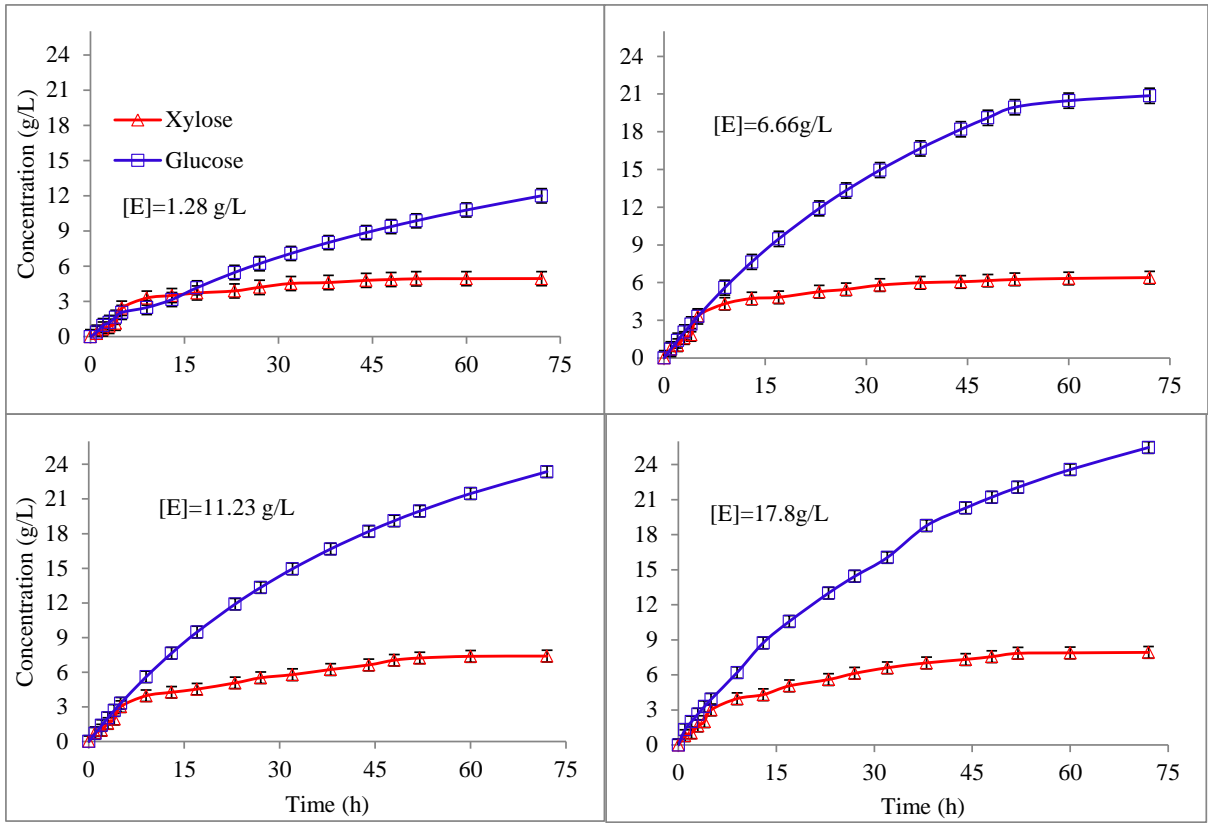 24
21
18
15
12
9
6
3
0
Concentration (g/L)
Xylose
Glucose
[E]=1.28 g/L
0 15 30 45 60 75
24
21
18
15
12
9
6
3
0
[E]=6.66g/L
0 15 30 45 60 75
24
21
18
15
12
9
6
3
0
Concentration (g/L)
[E]=11.23 g/L
0 15 30 45 60 75
Time (h)
24
21
18
15
12
9
6
3
0
[E]=17.8g/L
0 15 30 45 60 75
Time (h)